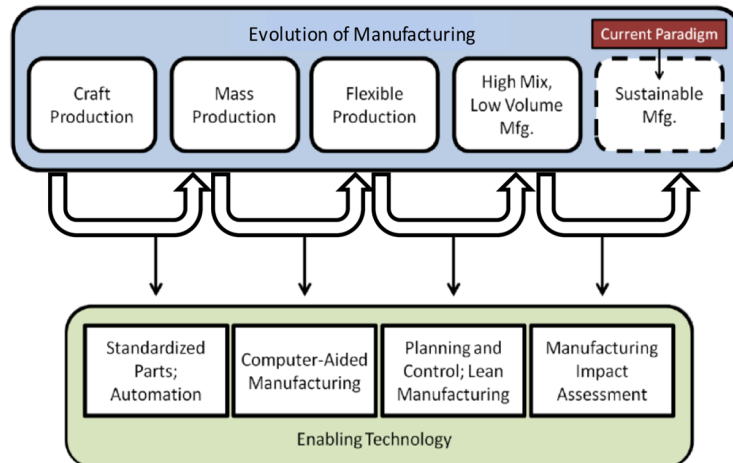 Evolution of Manufacturing
Current Paradigm
Craft
Production
Mass
Production
Flexible
Production
High Mix,
Low Volume
Mfg.
Sustainable
Mfg.
Standardized
Parts;
Automation
Computer-Aided
Manufacturing
Planning and
Control; Lean
Manufacturing
Manufacturing
Impact
Assessment
Enabling Technology